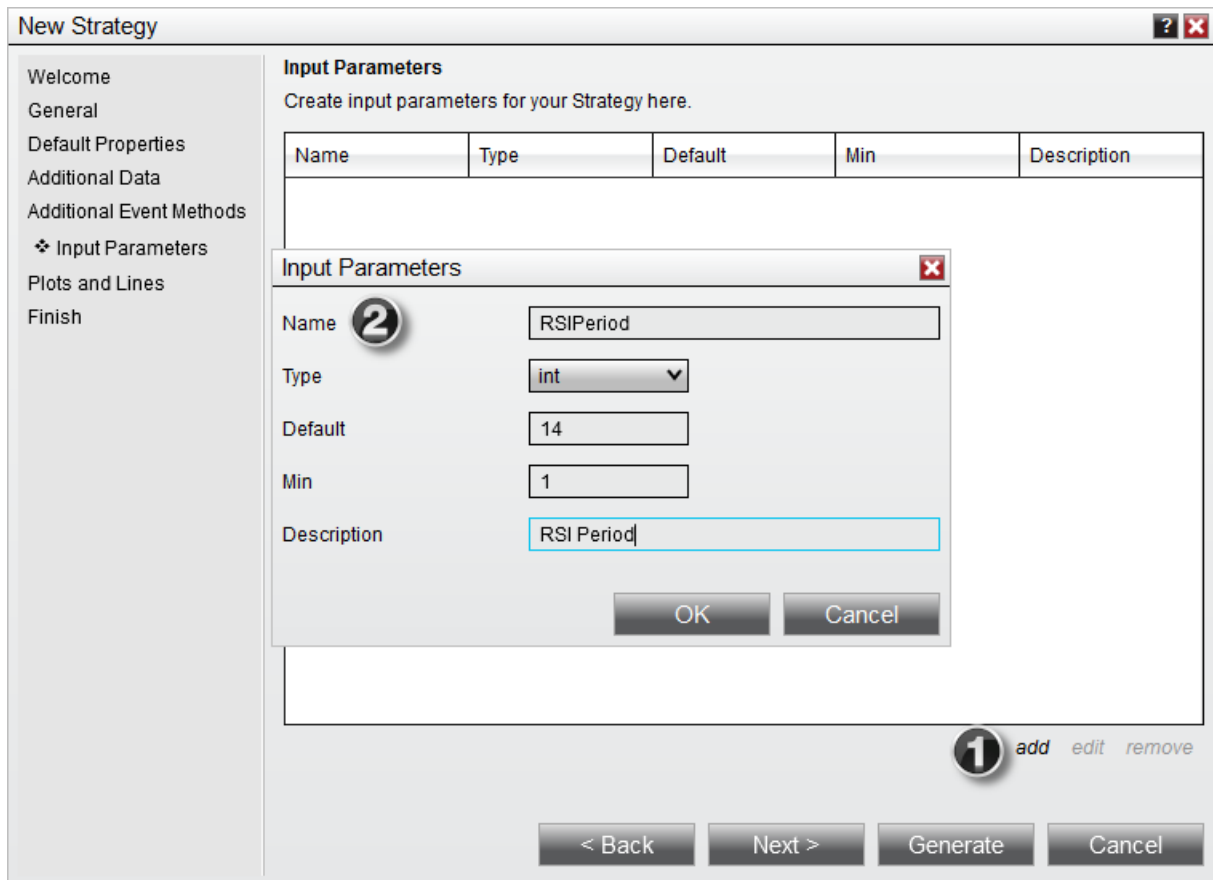 New Strategy
?
Welcome
General
Default Properties
Additional Data
Additional Event Methods
Input Parameters
Plots and Lines
Finish
Input Parameters
Create input parameters for your Strategy here.
Name Type Default Min Description
Input Parameters
Name 2 RSIPeriod
Type int
Default 14
Min 1
Description RSI Period
OK Cancel
1 add edit remove
< Back Next > Generate Cancel